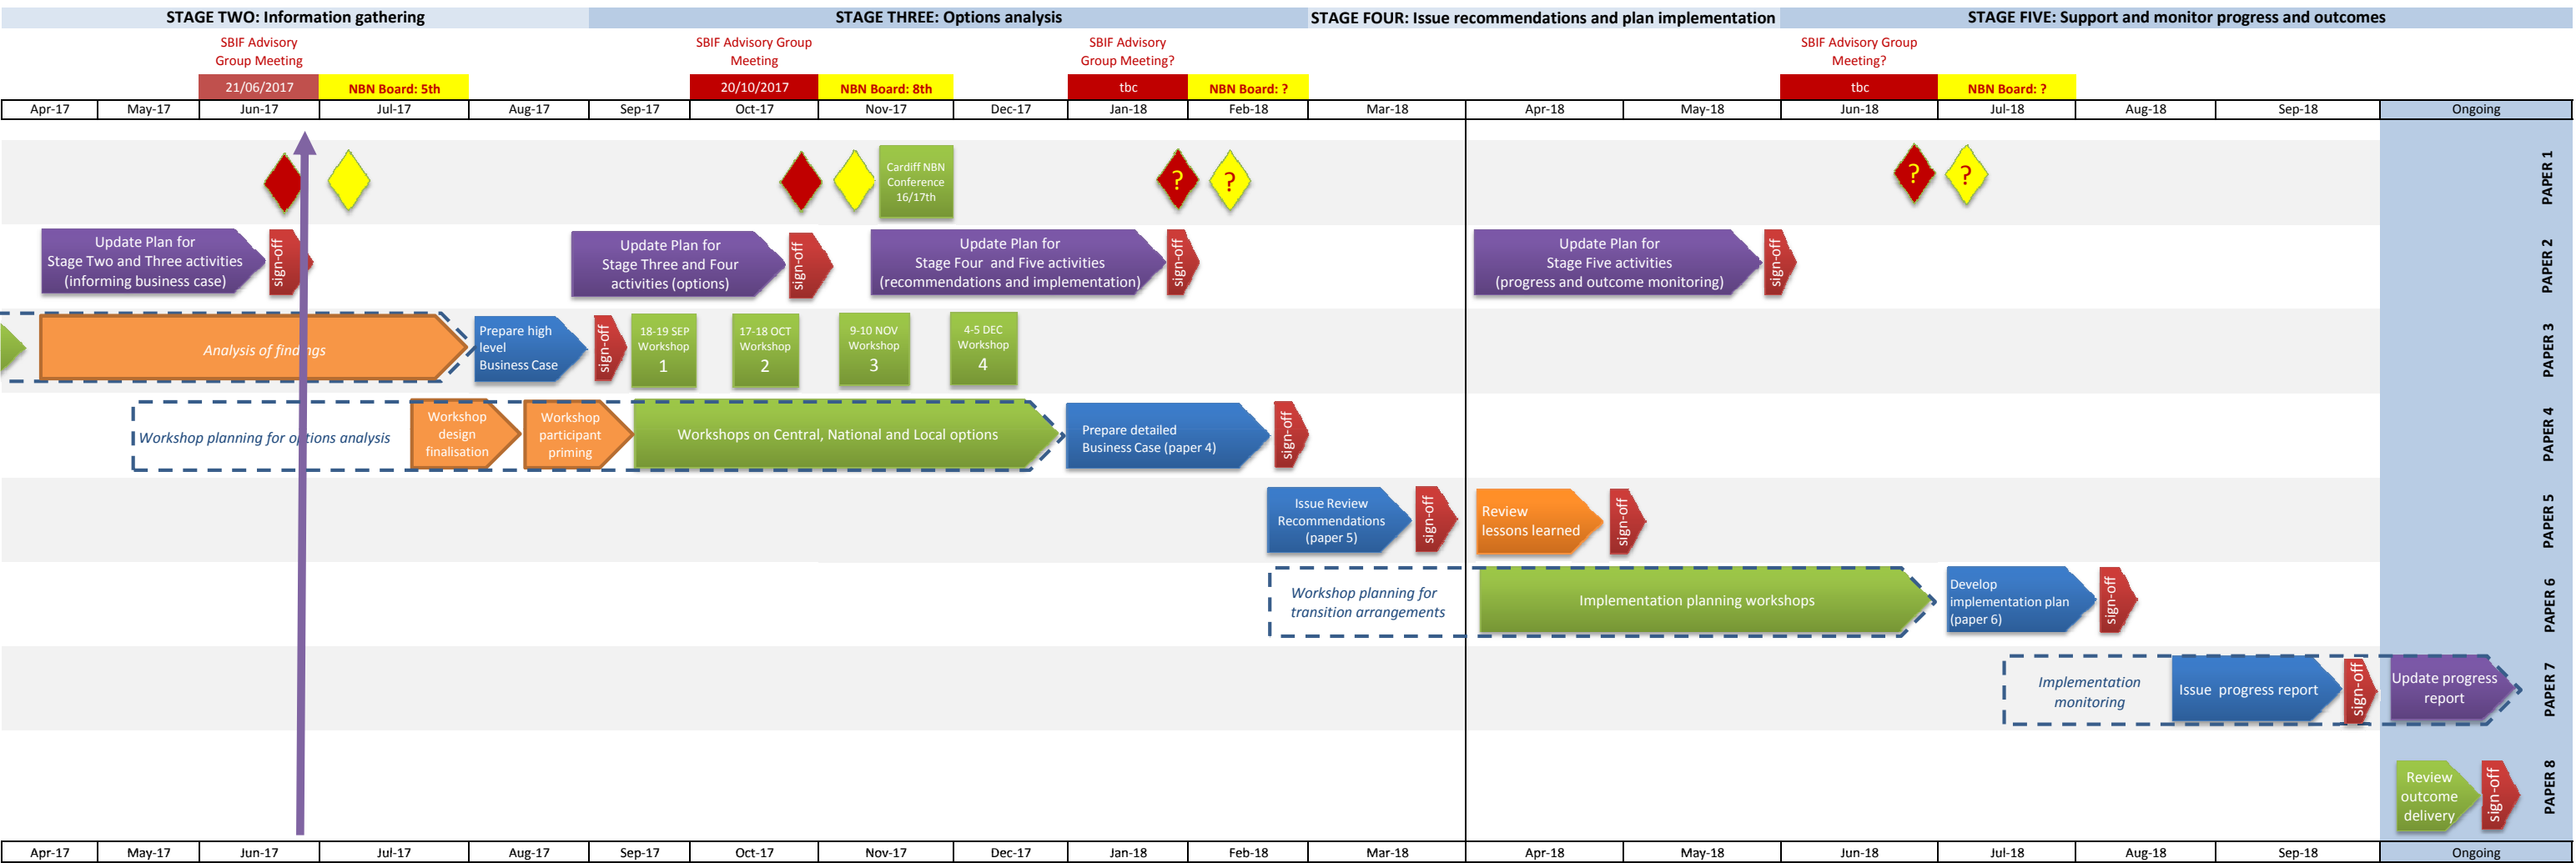 STAGE TWO: Information gathering
STAGE THREE: Options analysis
STAGE FOUR: Issue recommendations and plan implementation
STAGE FIVE: Support and monitor progress and outcomes
SBIF Advisory
Group Meeting
SBIF Advisory Group
Meeting
SBIF Advisory
Group Meeting?
SBIF Advisory Group
Meeting?
21/06/2017
NBN Board: 5th
20/10/2017
NBN Board: 8th
tbc
NBN Board: ?
tbc
NBN Board: ?
Apr-17
May-17
Jun-17
Jul-17
Aug-17
Sep-17
Oct-17
Nov-17
Dec-17
Jan-18
Feb-18
Mar-18
Apr-18
May-18
Jun-18
Jul-18
Aug-18
Sep-18
Ongoing
Cardiff NBN
Conference
16/17th
?
?
?
?
PAPER 1
Update Plan for
Stage Two and Three activities
(informing business case)
sign-off
Update Plan for
Stage Three and Four
activities (options)
sign-off
Update Plan for
Stage Four and Five activities
(recommendations and implementation)
sign-off
Update Plan for
Stage Five activities
(progress and outcome monitoring)
sign-off
PAPER 2
Analysis of findings
Prepare high
level
Business Case
sign-off
18-19 SEP
Workshop
1
17-18 OCT
Workshop
2
9-10 NOV
Workshop
3
4-5 DEC
Workshop
4
PAPER 3
Workshop planning for options analysis
Workshop
design
finalisation
Workshop
participant
priming
Workshops on Central, National and Local options
Prepare detailed
Business Case (paper 4)
sign-off
PAPER 4
Issue Review
Recommendations
(paper 5)
sign-off
Review
lessons learned
sign-off
PAPER 5
Workshop planning for
transition arrangements
Implementation planning workshops
Develop
implementation plan
(paper 6)
sign-off
PAPER 6
Implementation
monitoring
Issue progress report
sign-off
Update progress
report
PAPER 7
Review
outcome
delivery
sign-off
PAPER 8
Apr-17
May-17
Jun-17
Jul-17
Aug-17
Sep-17
Oct-17
Nov-17
Dec-17
Jan-18
Feb-18
Mar-18
Apr-18
May-18
Jun-18
Jul-18
Aug-18
Sep-18
Ongoing